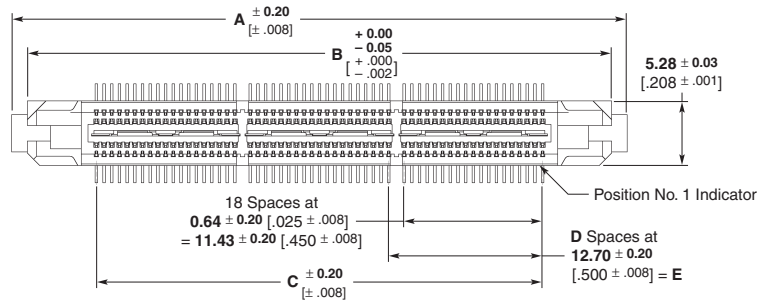 A ± 0.20
[± .008]
+ 0.00
- 0.05
B
[+ .000
- .002]
5.28 ± 0.03
[.208 ± .001]
Position No. 1 Indicator
18 Spaces at
0.64 ± 0.20 [.025 ± .008]
= 11.43 ± 0.20 [.450 ± .008]
D Spaces at
12.70 ± 0.20
[.500 ± .008] = E
C ± 0.20
[± .008]